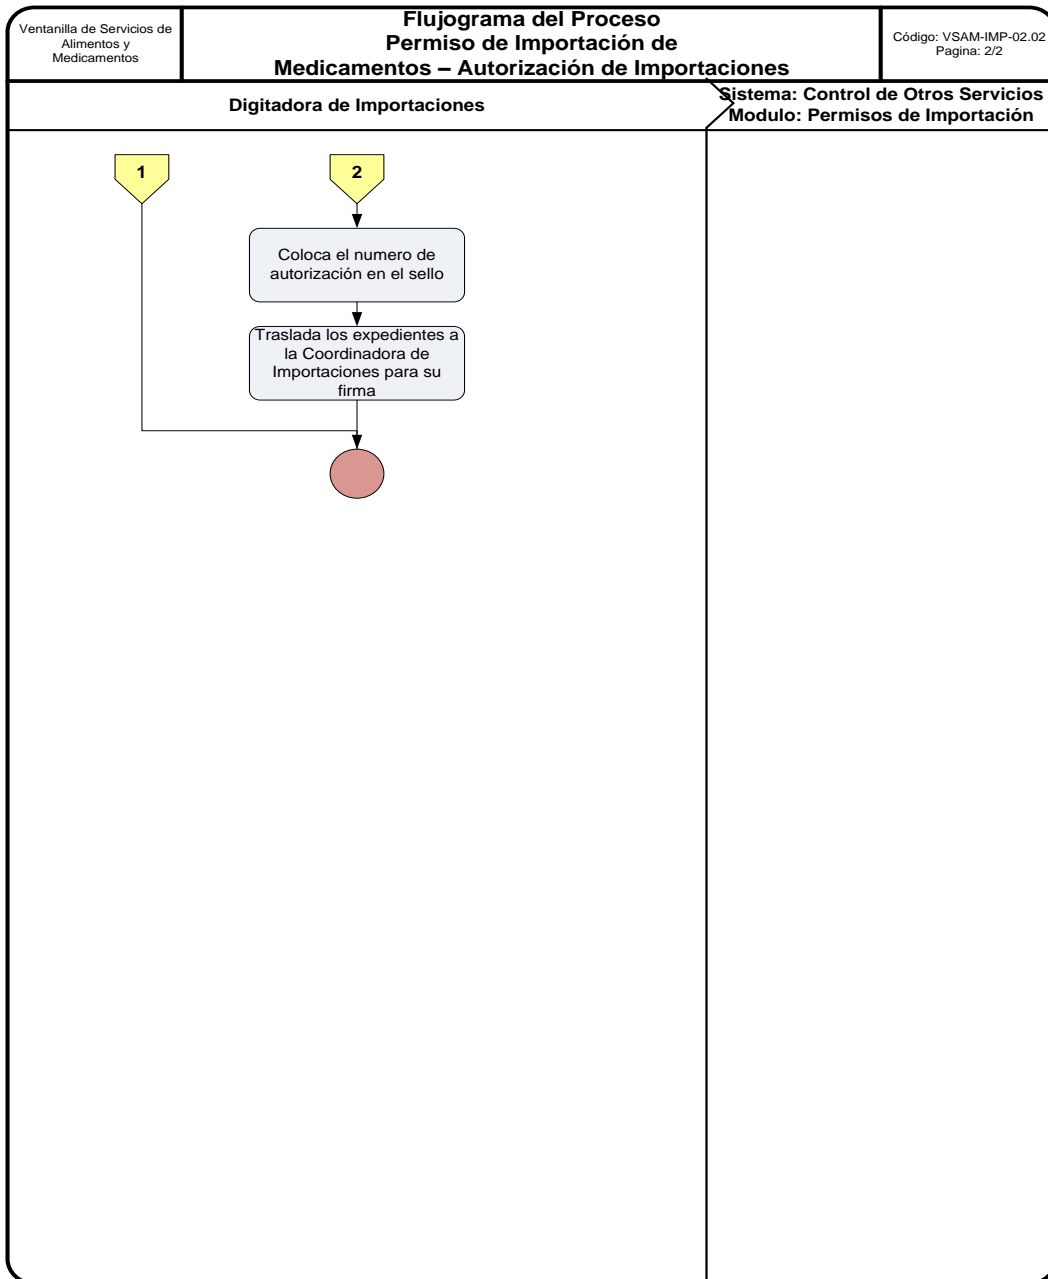 Ventanilla de Servicios de
Alimentos y
Medicamentos
Flujograma del Proceso
Permiso de Importación de
Medicamentos – Autorización de Importaciones
Código: VSAM-IMP-02.02
Pagina: 2/2
Digitadora de Importaciones
Sistema: Control de Otros Servicios
Modulo: Permisos de Importación
1
2
Coloca el numero de
autorización en el sello
Traslada los expedientes a
la Coordinadora de
Importaciones para su
firma